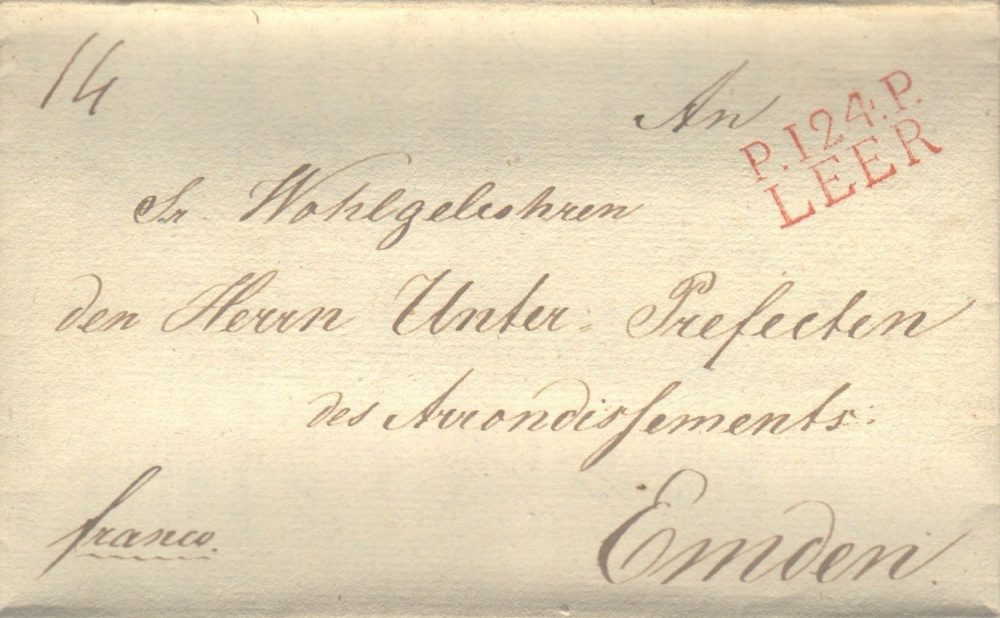 14
An
P.124.P.
LEER
Sr. Wohlgebohren
den Herrn Unter: Prefecten
des Arrondissements:
franco.
Emden.